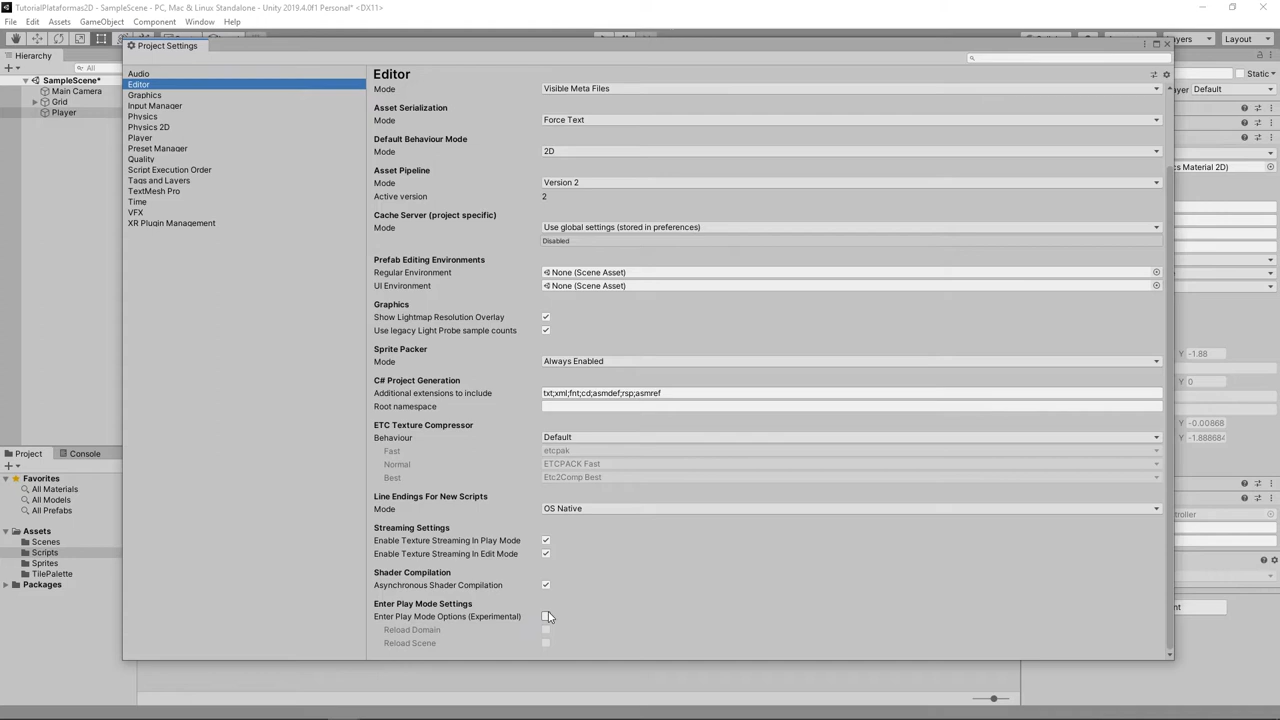 TutorialPlataformas2D - SampleScene - PC, Mac & Linux Standalone - Unity 2019.4.0f1 Personal* <DX11>
File Edit Assets GameObject Component Window Help
Layout
Hierarchy
Project Settings
All
SampleScene*
Main Camera
Grid
Player
Static
Default
Audio
Editor
Graphics
Input Manager
Physics
Physics 2D
Player
Preset Manager
Quality
Script Execution Order
Tags and Layers
TextMesh Pro
Time
VFX
XR Plugin Management
Editor
Mode Visible Meta Files
Asset Serialization
Mode Force Text
Default Behaviour Mode
Mode 2D
Asset Pipeline
Mode Version 2
Active version 2
Cache Server (project specific)
Mode Use global settings (stored in preferences)
Disabled
Prefab Editing Environments
Regular Environment None (Scene Asset)
UI Environment None (Scene Asset)
Graphics
Show Lightmap Resolution Overlay
Use legacy Light Probe sample counts
Sprite Packer
Mode Always Enabled
C# Project Generation
Additional extensions to include txt;xml;fnt;cd;asmdef;rsp;asmref
Root namespace
ETC Texture Compressor
Behaviour Default
Fast etcpak
Normal ETCPACK Fast
Best Etc2Comp Best
Line Endings For New Scripts
Mode OS Native
Streaming Settings
Enable Texture Streaming In Play Mode
Enable Texture Streaming In Edit Mode
Shader Compilation
Asynchronous Shader Compilation
Enter Play Mode Settings
Enter Play Mode Options (Experimental)
Reload Domain
Reload Scene
s Material 2D)
Y -1.88
Y 0
-0.00868
-1.888684
Project Console
Favorites
All Materials
All Models
All Prefabs
Assets
Scenes
Scripts
Sprites
TilePalette
Packages